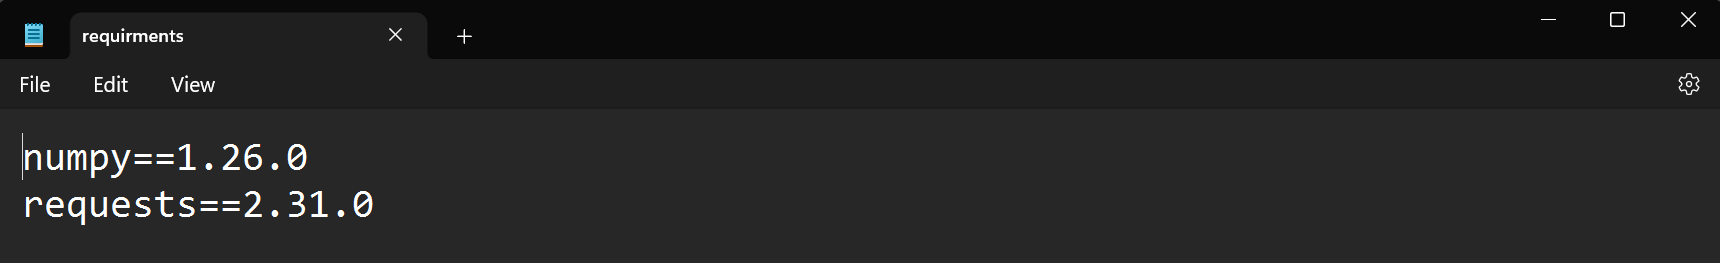 requirments
File Edit View
numpy==1.26.0
requests==2.31.0